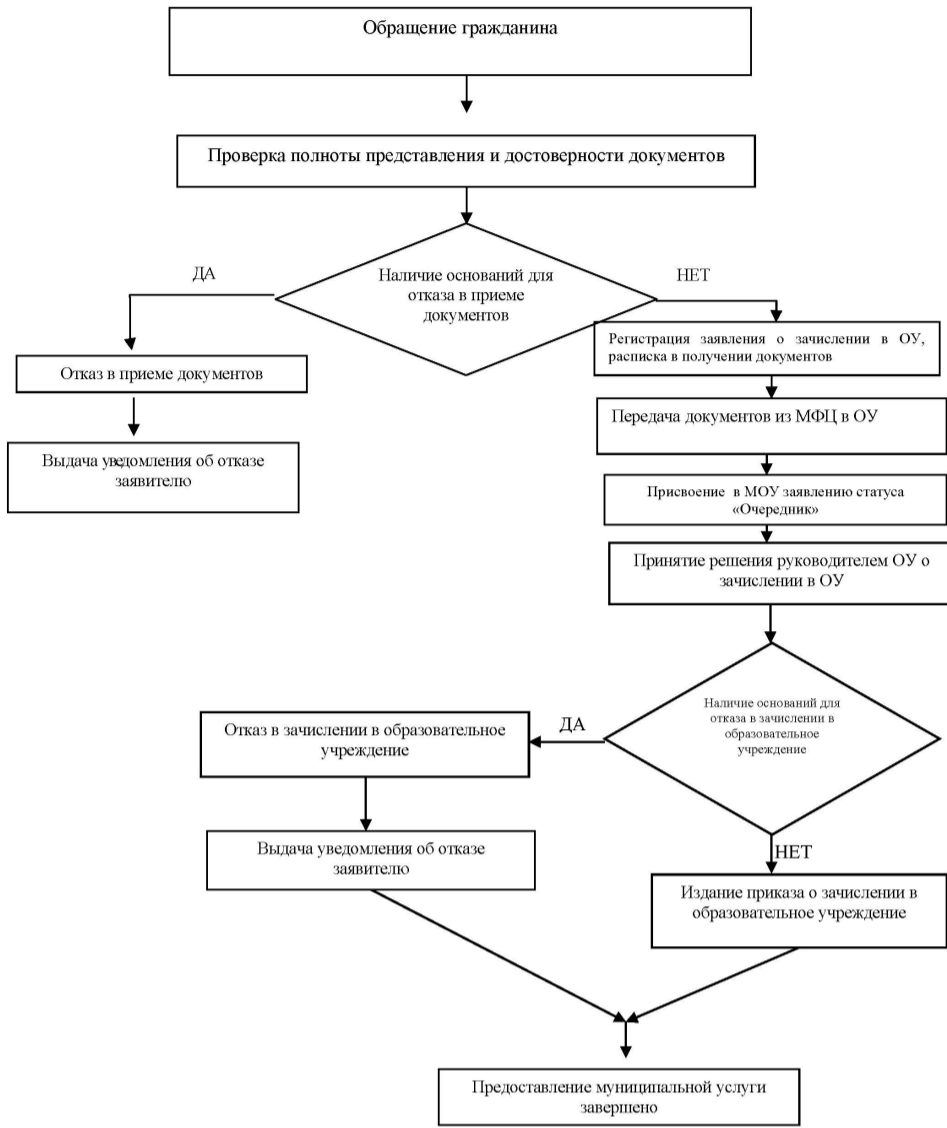 Обращение гражданина
Проверка полноты представления и достоверности документов
Наличие оснований для
отказа в приеме
документов
ДА
НЕТ
Отказ в приеме документов
Выдача уведомления об отказе
заявителю
Регистрация заявления о зачислении в ОУ,
расписка в получении документов
Передача документов из МФЦ в ОУ
Присвоение в МОУ заявлению статуса
«Очередник»
Принятие решения руководителем ОУ о
зачислении в ОУ
Наличие оснований для
отказа в зачислении в
образовательное
учреждение
ДА
Отказ в зачислении в образовательное
учреждение
Выдача уведомления об отказе
заявителю
НЕТ
Издание приказа о зачислении в
образовательное учреждение
Предоставление муниципальной услуги
завершено